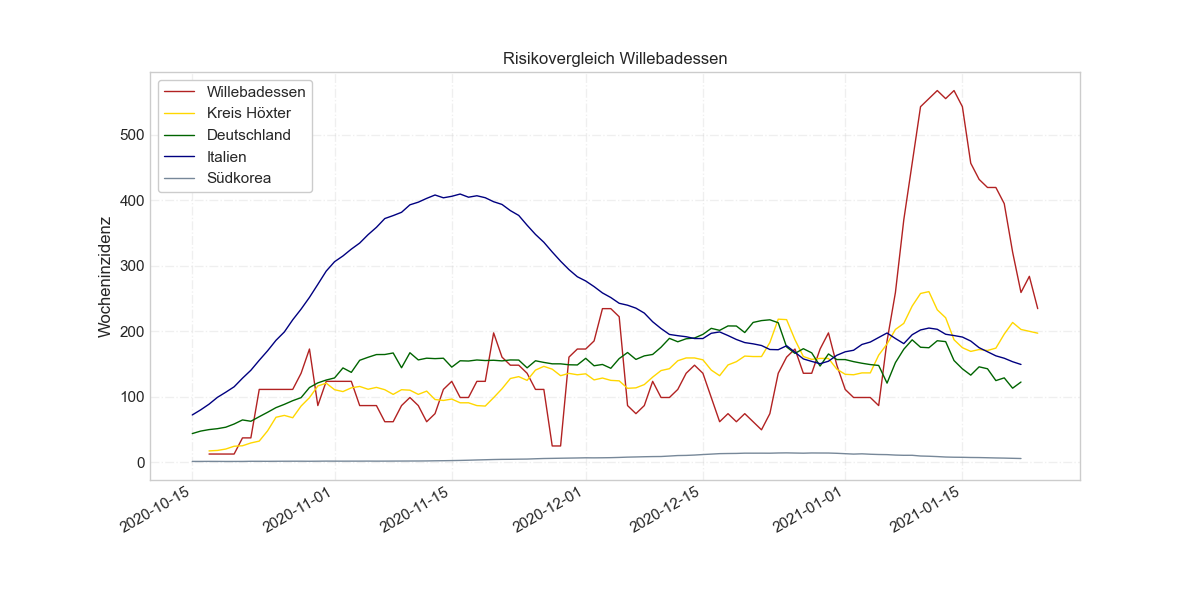 Risikovergleich Willebadessen
Willebadessen
Kreis Höxter
Deutschland
Italien
Südkorea
Wocheninzidenz
500
400
300
200
100
0
2020-10-15
2020-11-01
2020-11-15
2020-12-01
2020-12-15
2021-01-01
2021-01-15